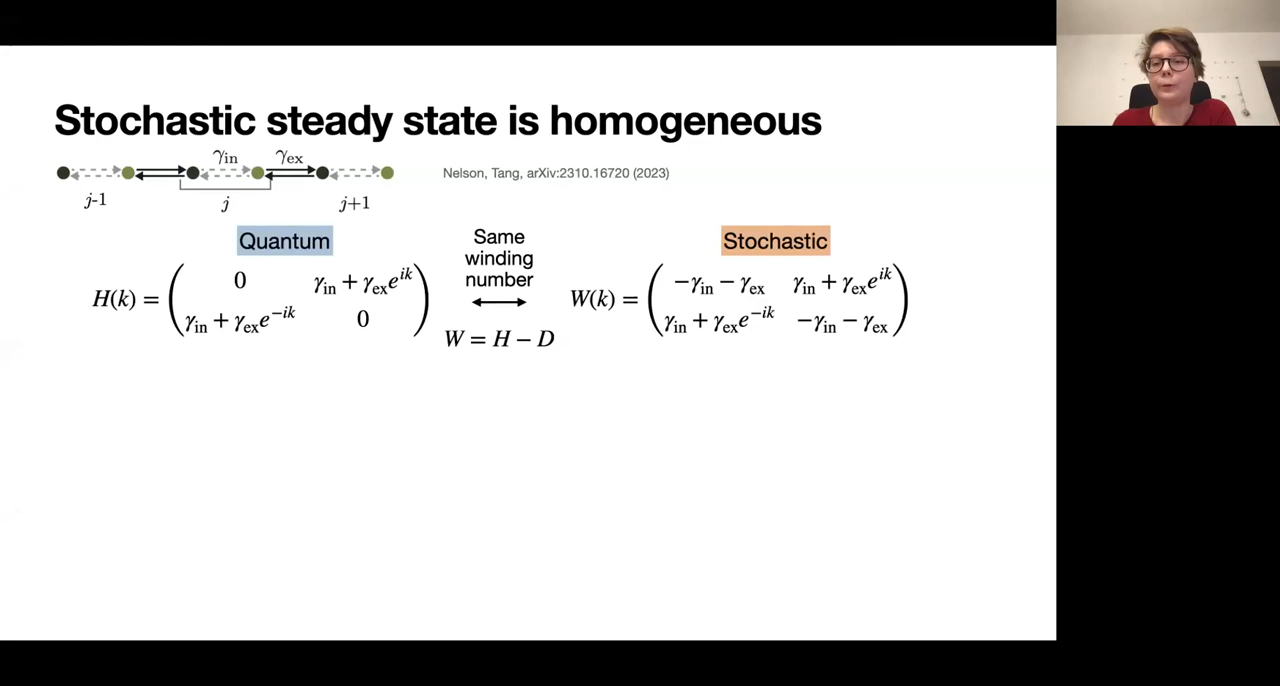 Stochastic steady state is homogeneous
γin γex
Nelson, Tang, arXiv:2310.16720 (2023)
j-1 j j+1
Quantum
Same
winding
number
Stochastic
H(k) = ( 0 γin + γex e^{ik}
γin + γex e^{−ik} 0 )
W = H − D
W(k) = ( −γin − γex γin + γex e^{ik}
γin + γex e^{−ik} −γin − γex )